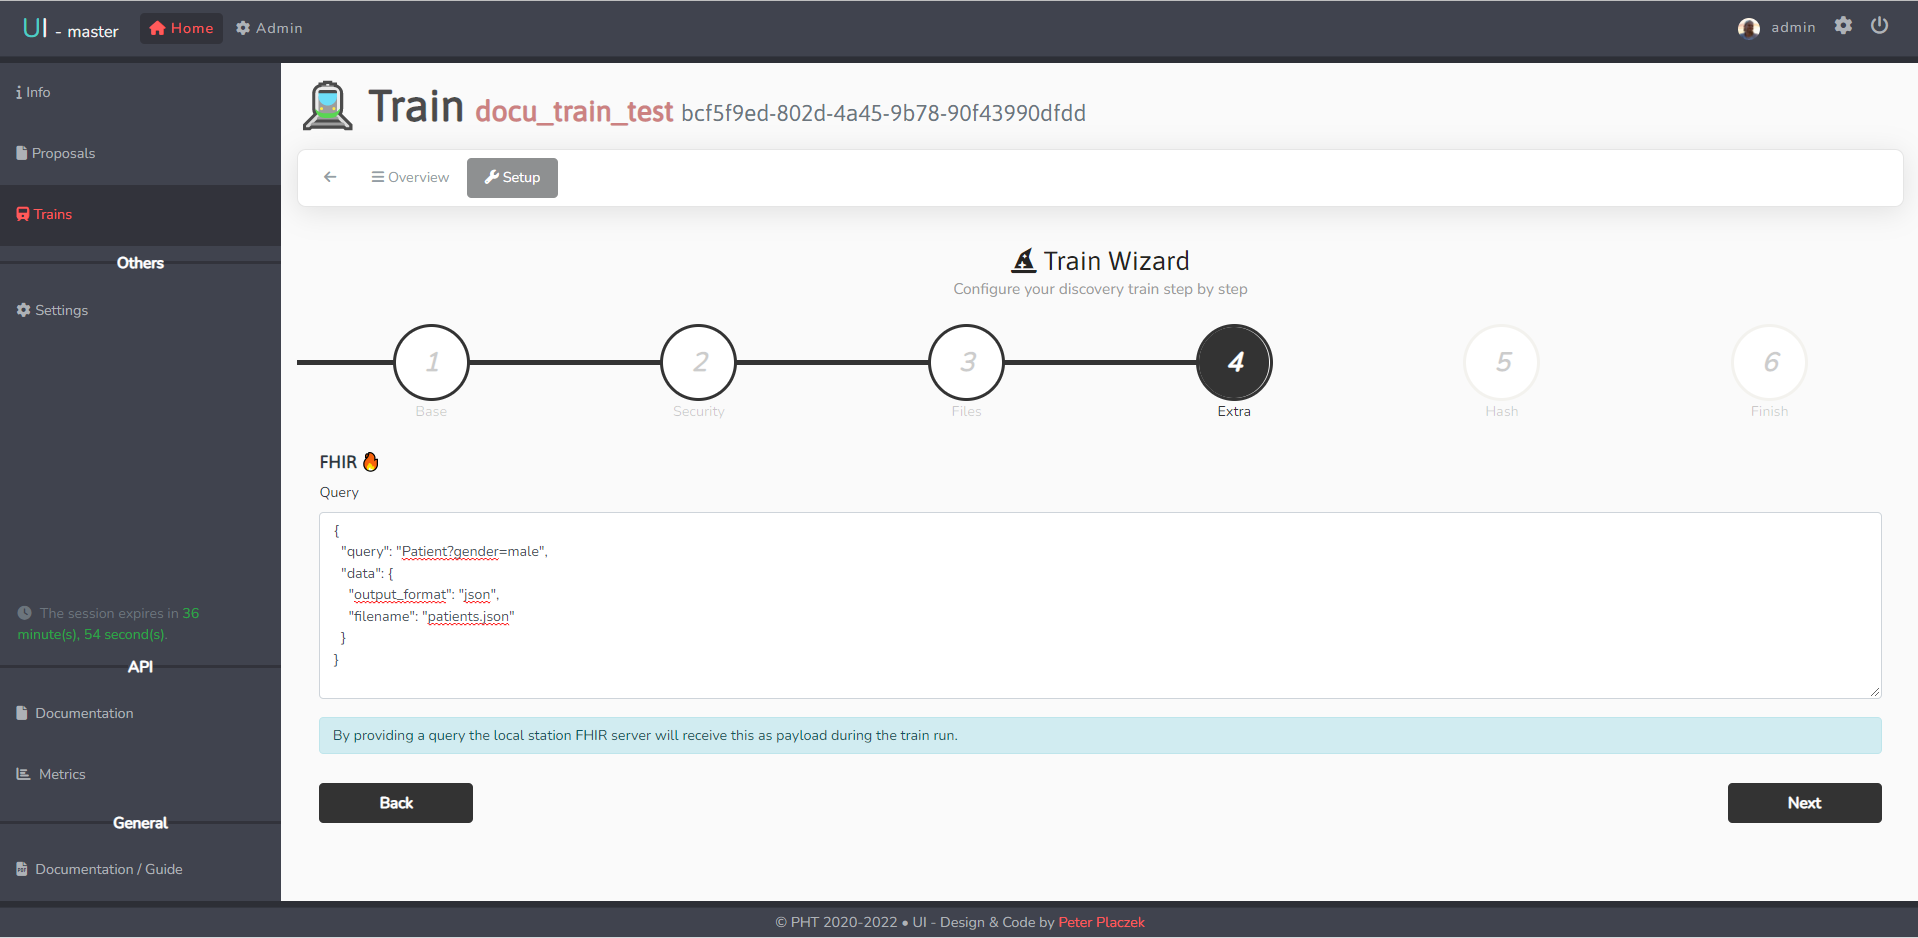 UI - master
Home
Admin
admin
Info
Proposals
Trains
Others
Settings
The session expires in 36
minute(s), 54 second(s).
API
Documentation
Metrics
General
Documentation / Guide
Train docu_train_test bcf5f9ed-802d-4a45-9b78-90f43990dfdd
Overview
Setup
Train Wizard
Configure your discovery train step by step
1
2
3
4
5
6
Base
Security
Files
Extra
Hash
Finish
FHIR
Query
{
"query": "Patient?gender=male",
"data": {
"output_format": "json",
"filename": "patients.json"
}
}
By providing a query the local station FHIR server will receive this as payload during the train run.
Back
Next
© PHT 2020-2022 • UI - Design & Code by Peter Placzek